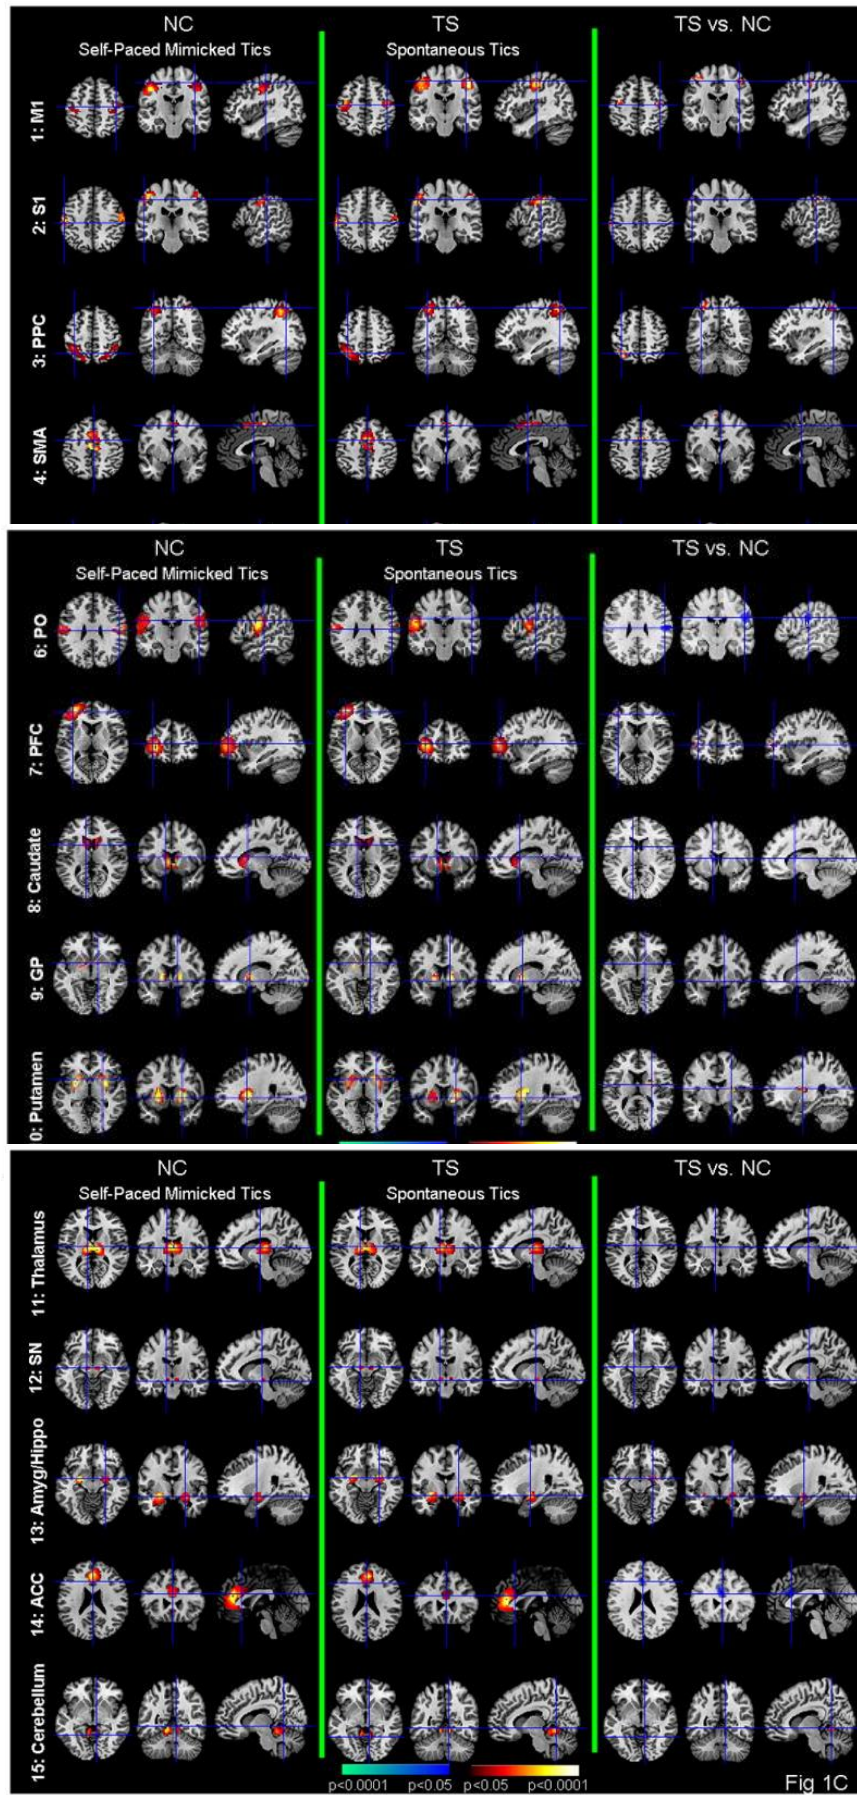 NC TS TS vs. NC
Self-Paced Mimicked Tics Spontaneous Tics
1: M1
2: S1
3: PPC
4: SMA
NC TS TS vs. NC
Self-Paced Mimicked Tics Spontaneous Tics
6: PO
7: PFC
8: Caudate
9: GP
0: Putamen
NC TS TS vs. NC
Self-Paced Mimicked Tics Spontaneous Tics
11: Thalamus
12: SN
13: Amyg/Hippo
14: ACC
15: Cerebellum
p<0.0001 p<0.05 p<0.05 p<0.0001
Fig 1C